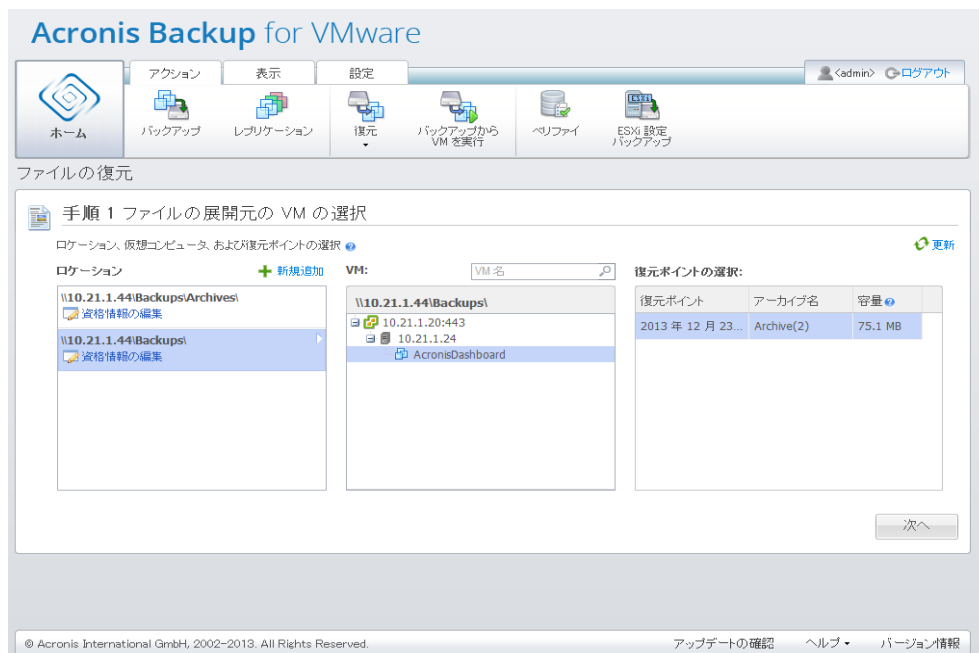 Acronis Backup for VMware
アクション 表示 設定
<admin> ログアウト
ホーム
バックアップ
レプリケーション
復元
バックアップから
VM を実行
ベリファイ
ESXi 設定
バックアップ
ファイルの復元
手順 1 ファイルの展開元の VM の選択
ロケーション、仮想コンピュータ、および復元ポイントの選択
更新
ロケーション 新規追加
\\10.21.1.44\Backups\Archives\
資格情報の編集
\\10.21.1.44\Backups\
資格情報の編集
VM: VM 名
\\10.21.1.44\Backups\
10.21.1.20:443
10.21.1.24
AcronisDashboard
復元ポイントの選択:
復元ポイント アーカイブ名 容量
2013 年 12 月 23... Archive(2) 75.1 MB
次へ
© Acronis International GmbH, 2002-2013. All Rights Reserved.
アップデートの確認 ヘルプ バージョン情報